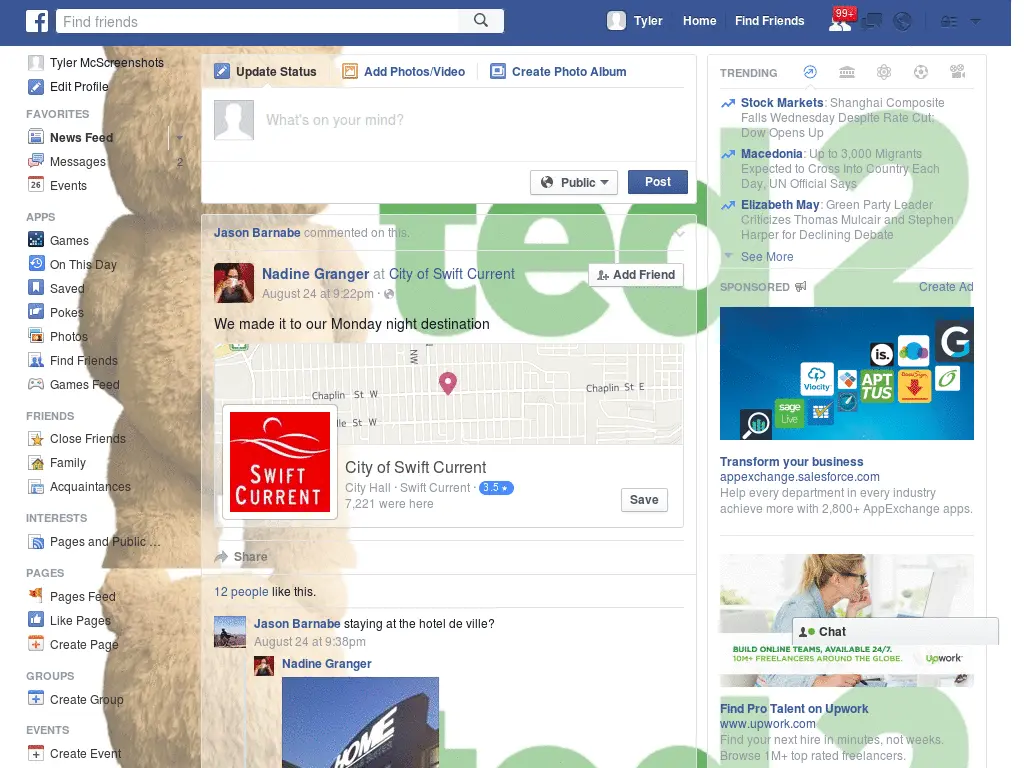 Find friends
Tyler
Home
Find Friends
99+
Tyler McScreenshots
Edit Profile
FAVORITES
News Feed
Messages
2
26
Events
APPS
Games
On This Day
Saved
Pokes
Photos
Find Friends
Games Feed
FRIENDS
Close Friends
Family
Acquaintances
INTERESTS
Pages and Public ...
PAGES
Pages Feed
Like Pages
Create Page
GROUPS
Create Group
EVENTS
Create Event
Update Status
Add Photos/Video
Create Photo Album
What's on your mind?
Public
Post
Jason Barnabe commented on this.
Nadine Granger at City of Swift Current
August 24 at 9:22pm ·
Add Friend
We made it to our Monday night destination
NW
Chaplin St W
Chaplin St E
lle St W
SWIFT
CURRENT
City of Swift Current
City Hall · Swift Current · 3.5 ★
7,221 were here
Save
Share
12 people like this.
Jason Barnabe staying at the hotel de ville?
August 24 at 9:38pm
Nadine Granger
HOME
TRENDING
Stock Markets: Shanghai Composite
Falls Wednesday Despite Rate Cut;
Dow Opens Up
Macedonia: Up to 3,000 Migrants
Expected to Cross Into Country Each
Day, UN Official Says
Elizabeth May: Green Party Leader
Criticizes Thomas Mulcair and Stephen
Harper for Declining Debate
See More
SPONSORED
Create Ad
is.
G
Vlocity
APT
TUS
DocuSign
sage
Live
Transform your business
appexchange.salesforce.com
Help every department in every industry
achieve more with 2,800+ AppExchange apps.
Chat
BUILD ONLINE TEAMS, AVAILABLE 24/7.
10M+ FREELANCERS AROUND THE GLOBE.
Upwork
Find Pro Talent on Upwork
www.upwork.com
Find your next hire in minutes, not weeks.
Browse 1M+ top rated freelancers.